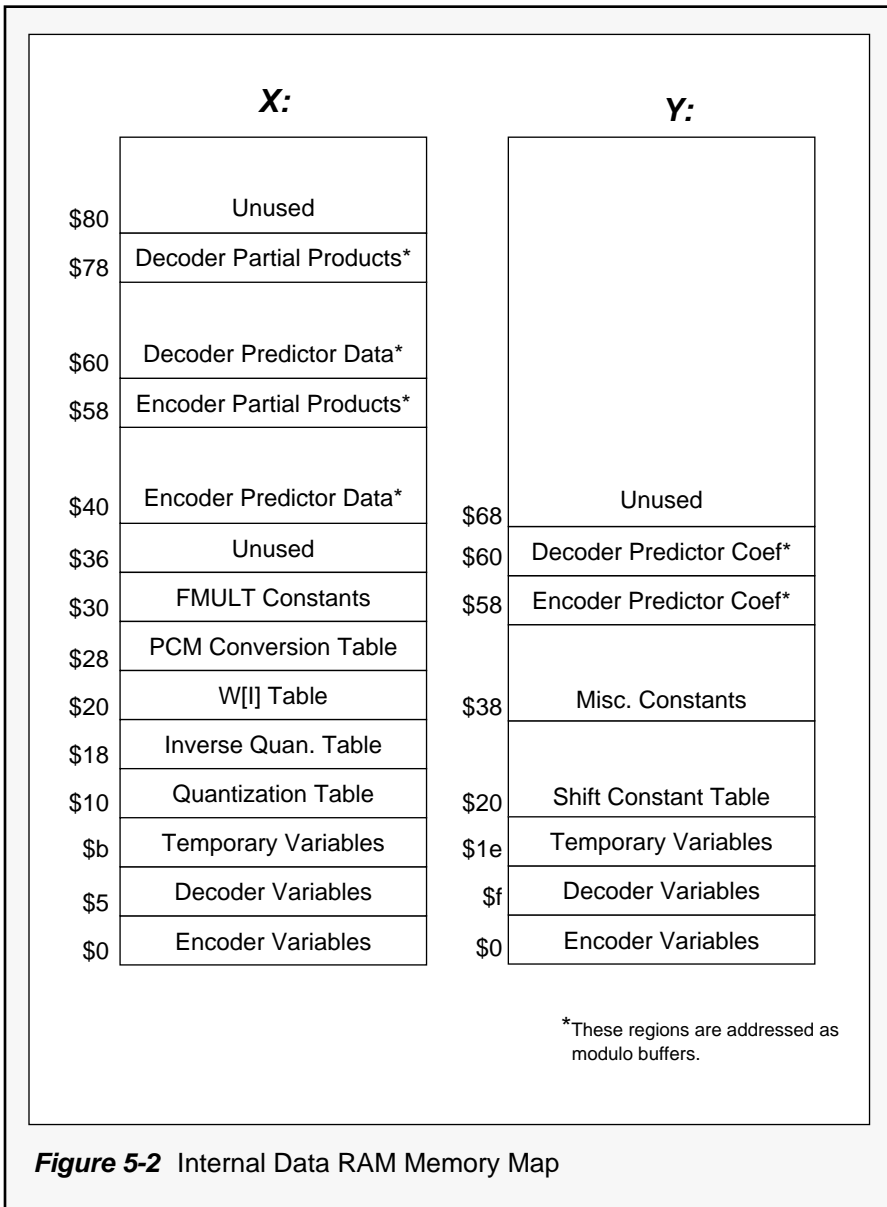 X:
$80 Unused
$78 Decoder Partial Products*
$60 Decoder Predictor Data*
$58 Encoder Partial Products*
$40 Encoder Predictor Data*
$36 Unused
$30 FMULT Constants
$28 PCM Conversion Table
$20 W[I] Table
$18 Inverse Quan. Table
$10 Quantization Table
$b Temporary Variables
$5 Decoder Variables
$0 Encoder Variables
Y:
$68 Unused
$60 Decoder Predictor Coef*
$58 Encoder Predictor Coef*
$38 Misc. Constants
$20 Shift Constant Table
$1e Temporary Variables
$f Decoder Variables
$0 Encoder Variables
*These regions are addressed as
modulo buffers.
Figure 5-2 Internal Data RAM Memory Map